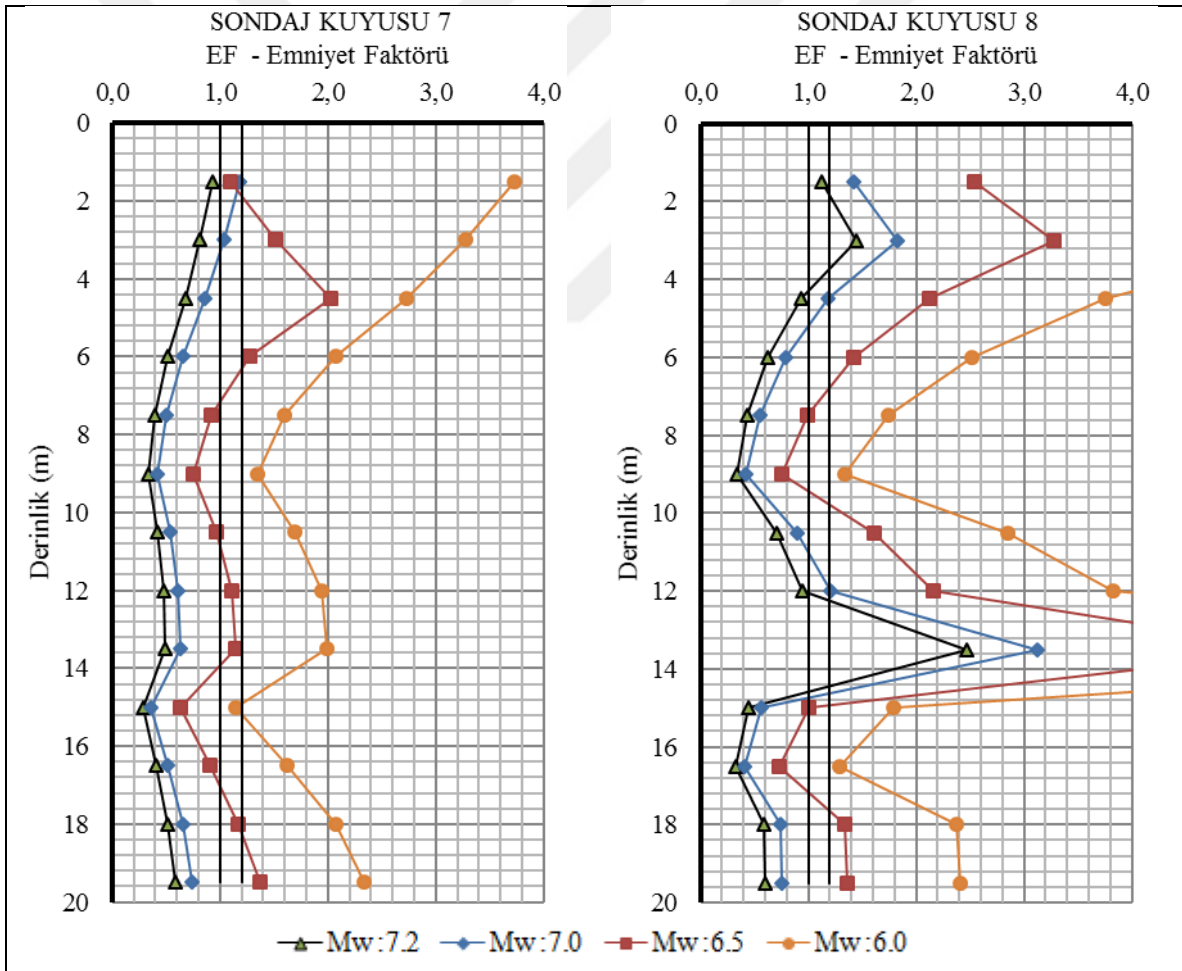 SONDAJ KUYUSU 7
EF - Emniyet Faktörü
0,0 1,0 2,0 3,0 4,0
0
2
4
6
8
10
12
14
16
18
20
Derinlik (m)
SONDAJ KUYUSU 8
EF - Emniyet Faktörü
0,0 1,0 2,0 3,0 4,0
0
2
4
6
8
10
12
14
16
18
20
Derinlik (m)
Mw:7.2 Mw:7.0 Mw:6.5 Mw:6.0